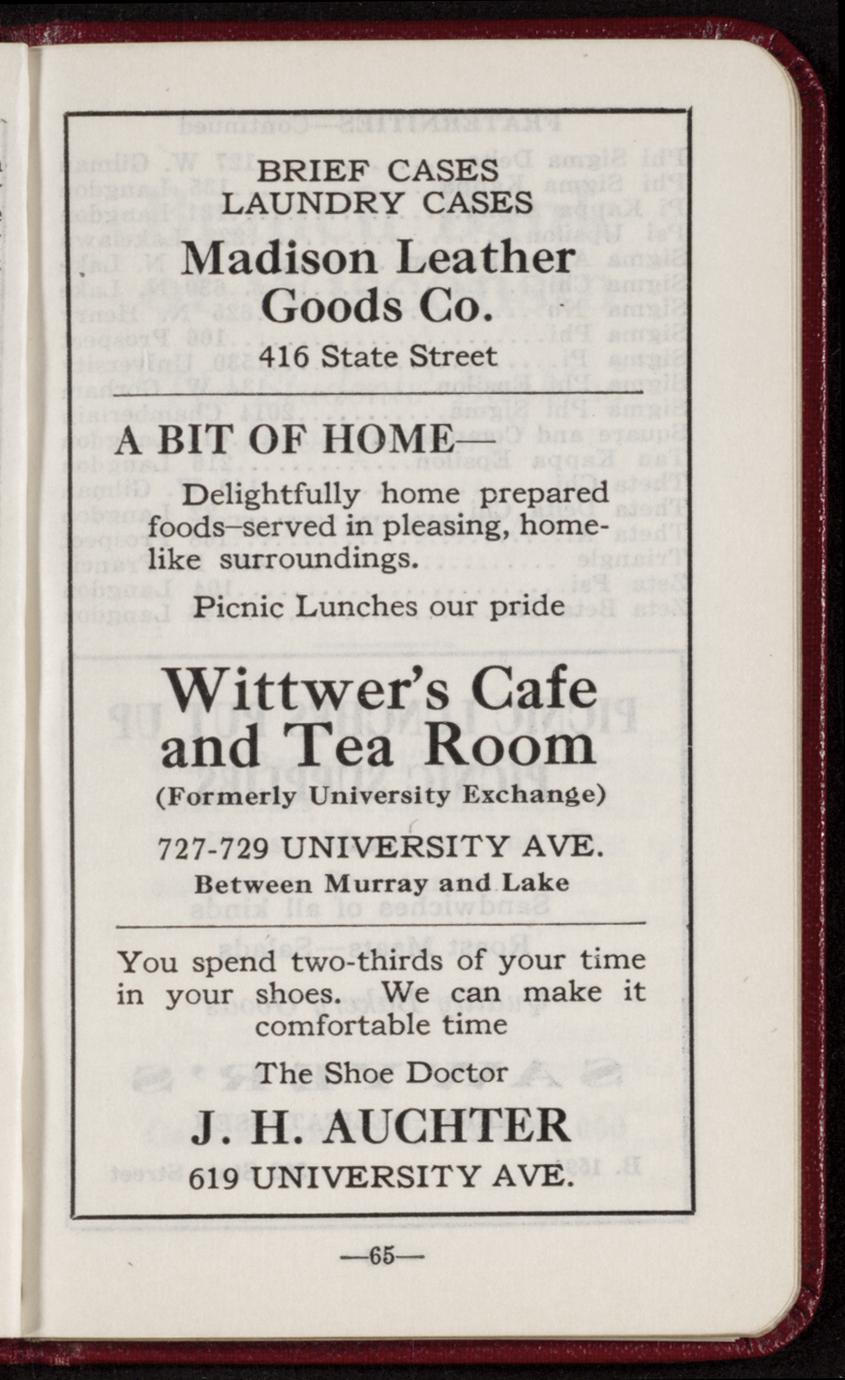 BRIEF CASES
LAUNDRY CASES
Madison Leather
Goods Co.
416 State Street
A BIT OF HOME—
Delightfully home prepared
foods—served in pleasing, home-
like surroundings.
Picnic Lunches our pride
Wittwer's Cafe
and Tea Room
(Formerly University Exchange)
727-729 UNIVERSITY AVE.
Between Murray and Lake
You spend two-thirds of your time
in your shoes. We can make it
comfortable time
The Shoe Doctor
J. H. AUCHTER
619 UNIVERSITY AVE.
—65—